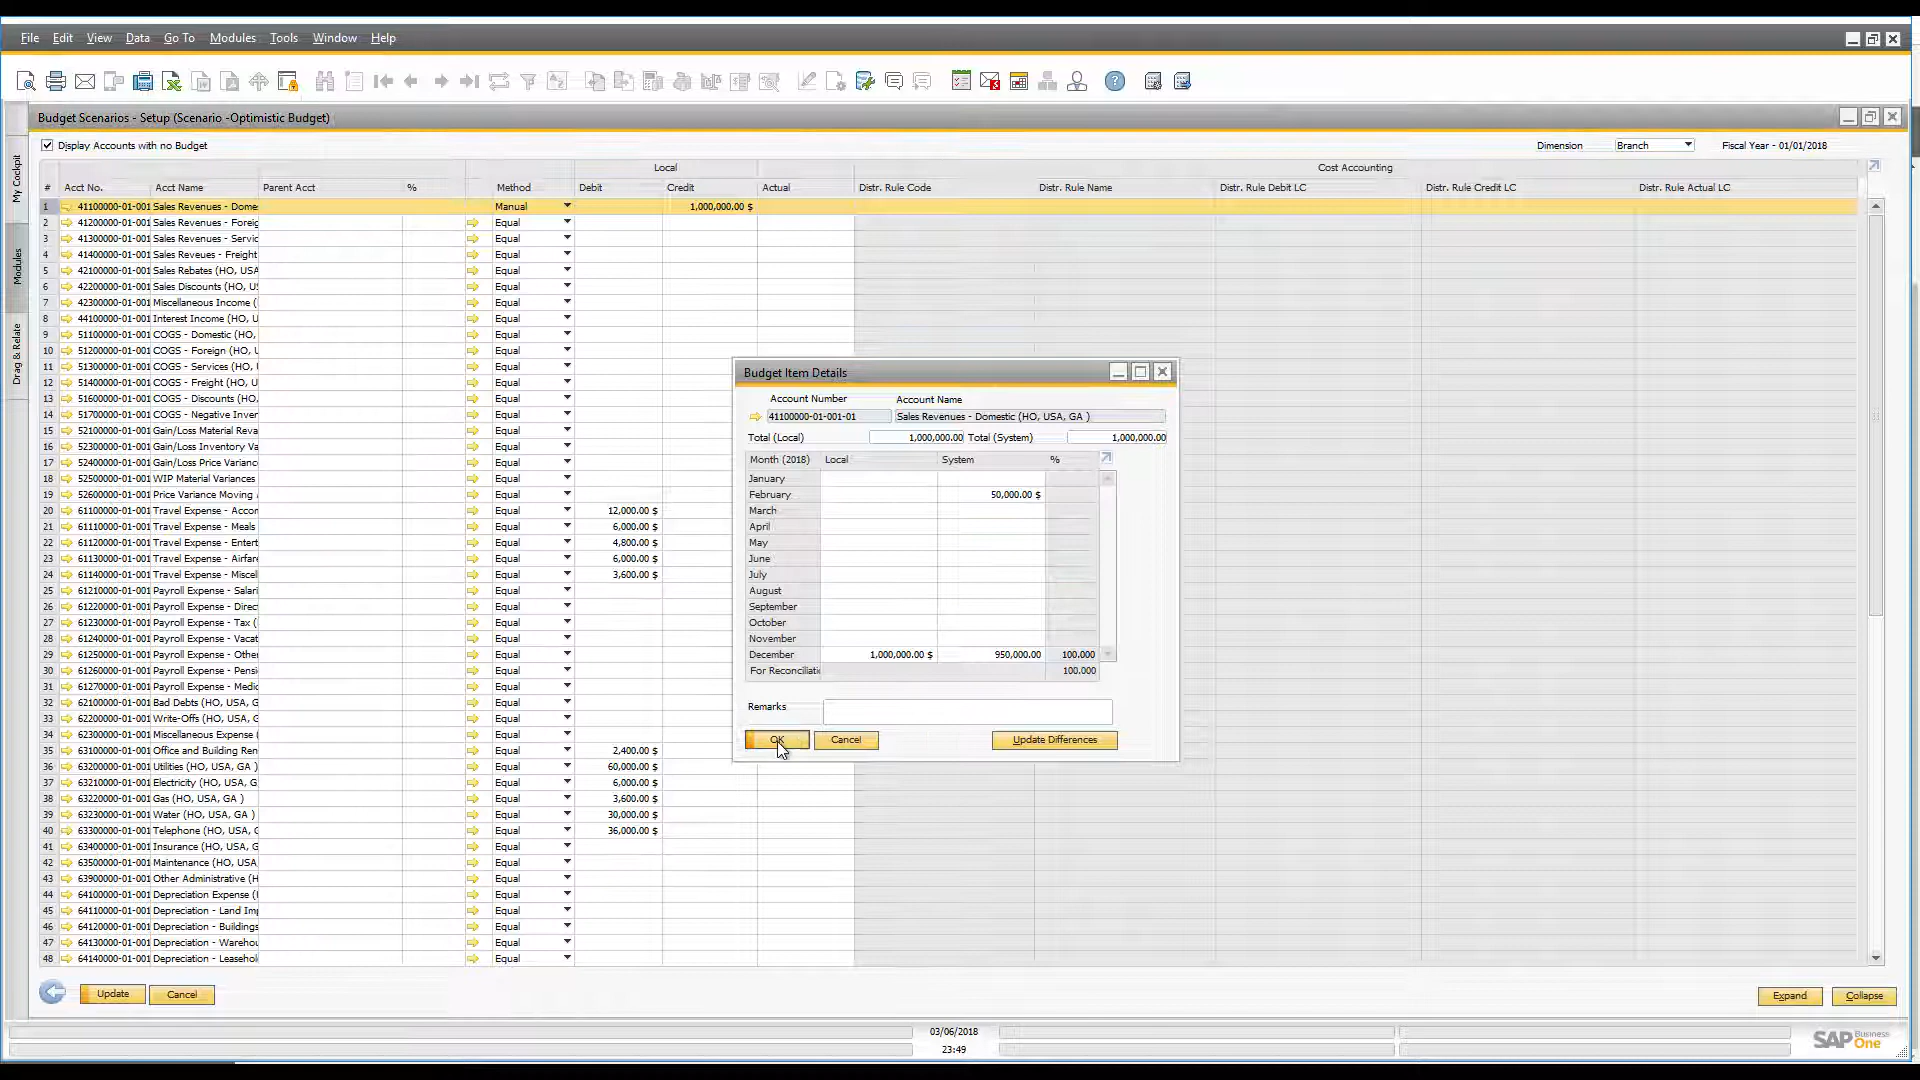 File Edit View Data Go To Modules Tools Window Help
Budget Scenarios - Setup (Scenario -Optimistic Budget)
Display Accounts with no Budget Dimension Branch Fiscal Year - 01/01/2018
My Cockpit
Modules
Drag & Relate
Local Cost Accounting
# Acct No. Acct Name Parent Acct % Method Debit Credit Actual Distr. Rule Code Distr. Rule Name Distr. Rule Debit LC Distr. Rule Credit LC Distr. Rule Actual LC
1 41100000-01-001 Sales Revenues - Dome Manual 1,000,000.00 $
2 41200000-01-001 Sales Revenues - Foreig Equal
3 41300000-01-001 Sales Revenues - Servic Equal
4 41400000-01-001 Sales Reveues - Freight Equal
5 42100000-01-001 Sales Rebates (HO, USA Equal
6 42200000-01-001 Sales Discounts (HO, U Equal
7 42300000-01-001 Miscellaneous Income ( Equal
8 44100000-01-001 Interest Income (HO, U Equal
9 51100000-01-001 COGS - Domestic (HO, Equal
10 51200000-01-001 COGS - Foreign (HO, U Equal
11 51300000-01-001 COGS - Services (HO, Equal
12 51400000-01-001 COGS - Freight (HO, U Equal
13 51600000-01-001 COGS - Discounts (HO, Equal
14 51700000-01-001 COGS - Negative Inver Equal
15 52100000-01-001 Gain/Loss Material Reva Equal
16 52300000-01-001 Gain/Loss Inventory Va Equal
17 52400000-01-001 Gain/Loss Price Varianc Equal
18 52500000-01-001 WIP Material Variances Equal
19 52600000-01-001 Price Variance Moving Equal
20 61100000-01-001 Travel Expense - Accor Equal 12,000.00 $
21 61110000-01-001 Travel Expense - Meals Equal 6,000.00 $
22 61120000-01-001 Travel Expense - Entert Equal 4,800.00 $
23 61130000-01-001 Travel Expense - Airfare Equal 6,000.00 $
24 61140000-01-001 Travel Expense - Miscel Equal 3,600.00 $
25 61210000-01-001 Payroll Expense - Salari Equal
26 61220000-01-001 Payroll Expense - Direc Equal
27 61230000-01-001 Payroll Expense - Tax ( Equal
28 61240000-01-001 Payroll Expense - Vacat Equal
29 61250000-01-001 Payroll Expense - Other Equal
30 61260000-01-001 Payroll Expense - Pensi Equal
31 61270000-01-001 Payroll Expense - Medic Equal
32 62100000-01-001 Bad Debts (HO, USA, G Equal
33 62200000-01-001 Write-Offs (HO, USA, G Equal
34 62300000-01-001 Miscellaneous Expense ( Equal
35 63100000-01-001 Office and Building Ren Equal 2,400.00 $
36 63200000-01-001 Utilities (HO, USA, GA ) Equal 60,000.00 $
37 63210000-01-001 Electricity (HO, USA, G Equal 6,000.00 $
38 63220000-01-001 Gas (HO, USA, GA ) Equal 3,600.00 $
39 63230000-01-001 Water (HO, USA, GA ) Equal 30,000.00 $
40 63300000-01-001 Telephone (HO, USA, G Equal 36,000.00 $
41 63400000-01-001 Insurance (HO, USA, G Equal
42 63500000-01-001 Maintenance (HO, USA Equal
43 63900000-01-001 Other Administrative (H Equal
44 64100000-01-001 Depreciation Expense ( Equal
45 64110000-01-001 Depreciation - Land Imp Equal
46 64120000-01-001 Depreciation - Buildings Equal
47 64130000-01-001 Depreciation - Warehou Equal
48 64140000-01-001 Depreciation - Leasehol Equal
Budget Item Details
Account Number Account Name
41100000-01-001-01 Sales Revenues - Domestic (HO, USA, GA )
Total (Local) 1,000,000.00 Total (System) 1,000,000.00
Month (2018) Local System %
January
February 50,000.00 $
March
April
May
June
July
August
September
October
November
December 1,000,000.00 $ 950,000.00 100.000
For Reconciliatic 100.000
Remarks
OK Cancel Update Differences
Update Cancel Expand Collapse
03/06/2018
23:49
SAP Business One